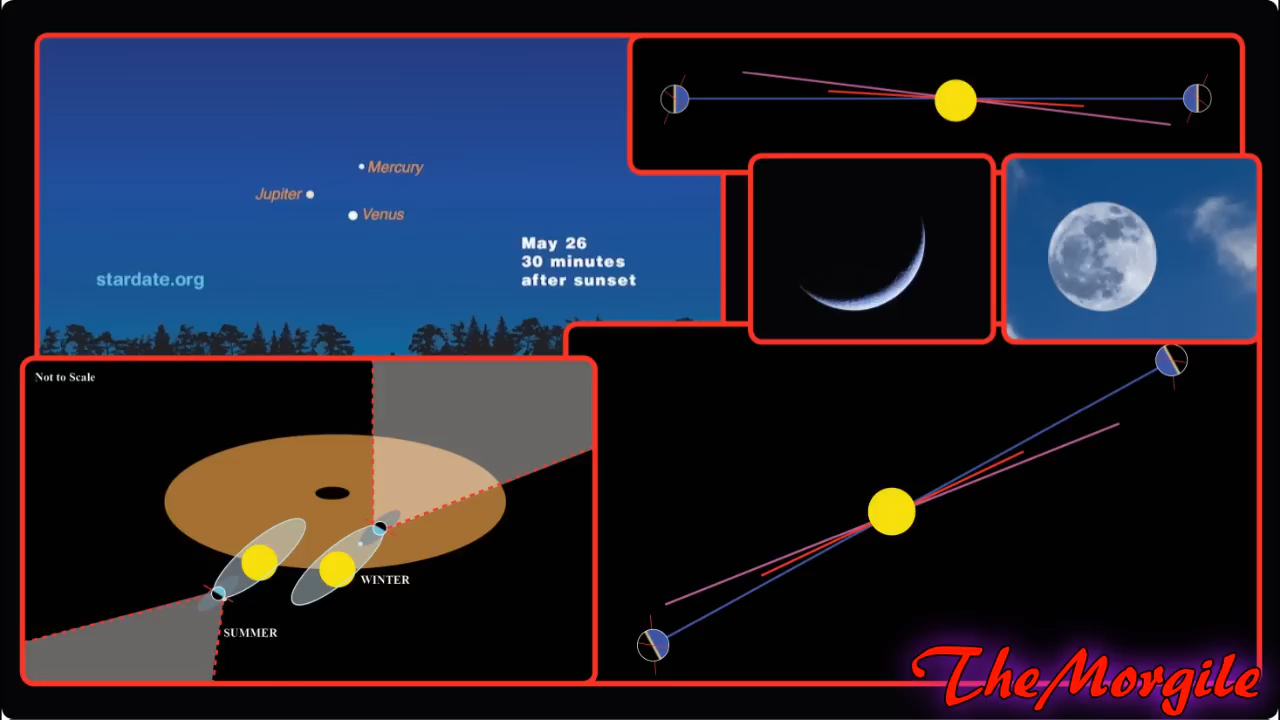 Mercury
Jupiter
Venus
May 26
30 minutes
after sunset
stardate.org
Not to Scale
WINTER
SUMMER
TheMorgile